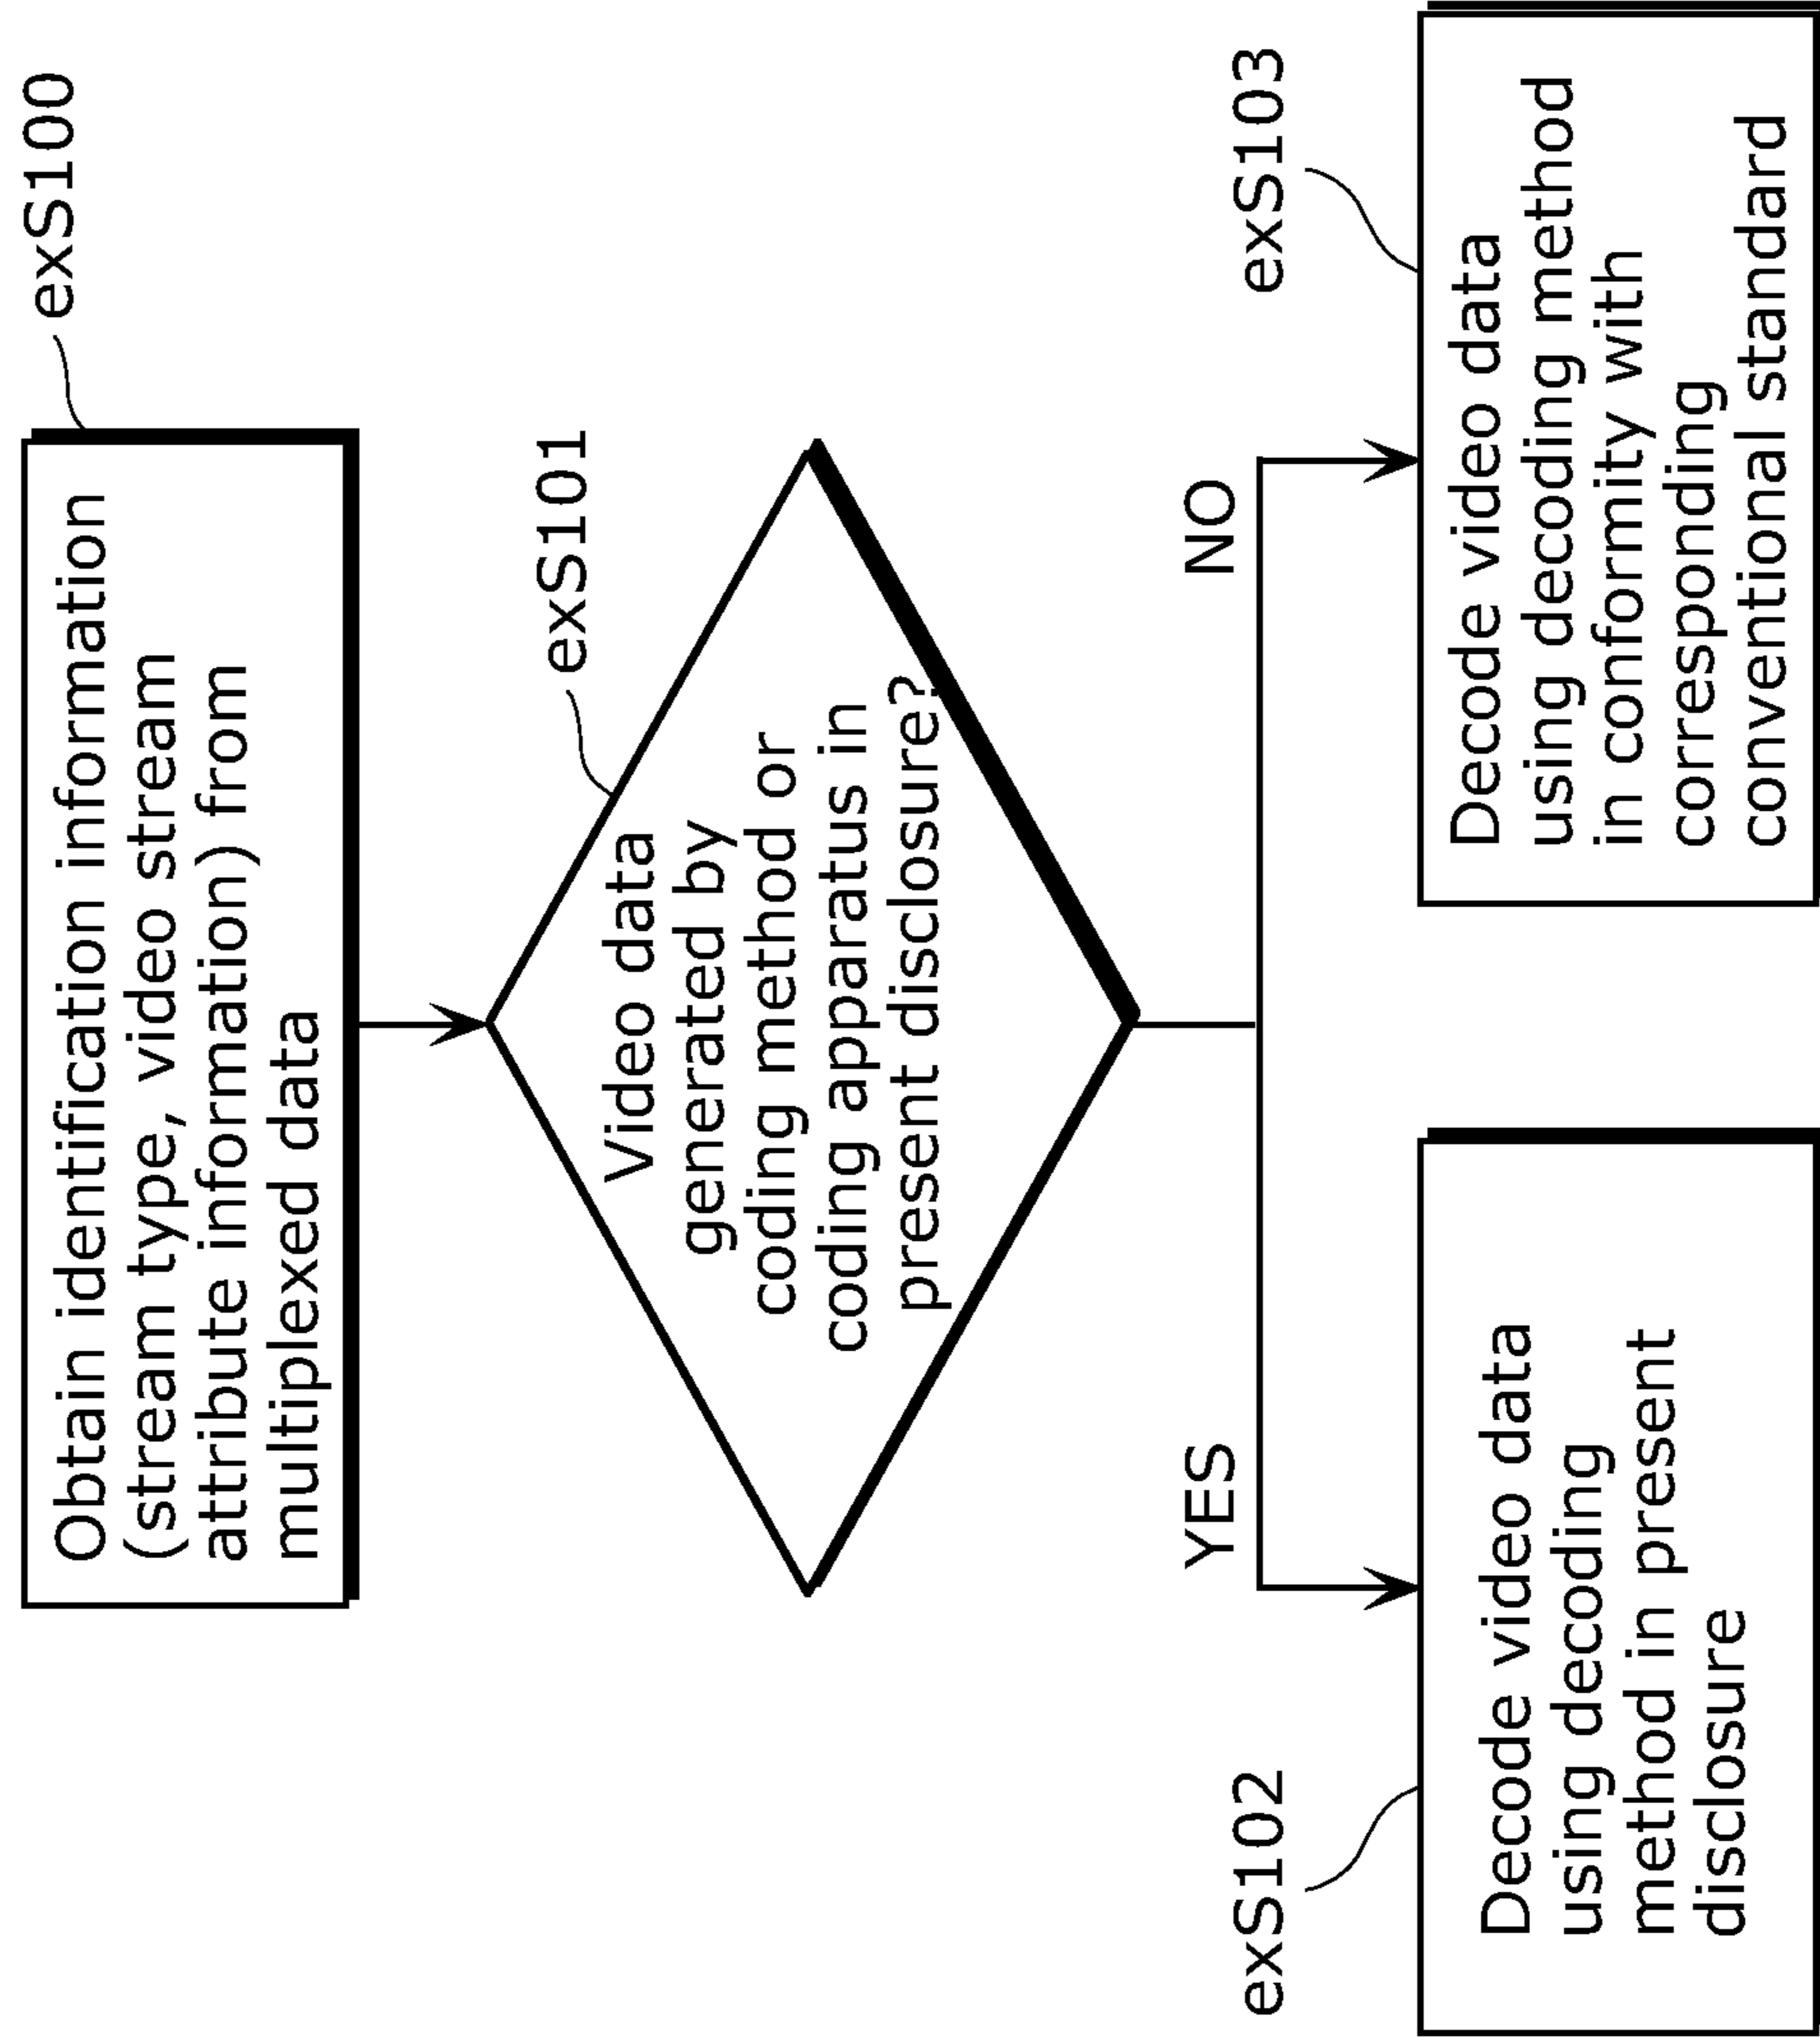 exS100
Obtain identification information
(stream type, video stream
attribute information) from
multiplexed data
exS101
Video data
generated by
coding method or
coding apparatus in
present disclosure?
YES
NO
exS102
Decode video data
using decoding
method in present
disclosure
exS103
Decode video data
using decoding method
in conformity with
corresponding
conventional standard